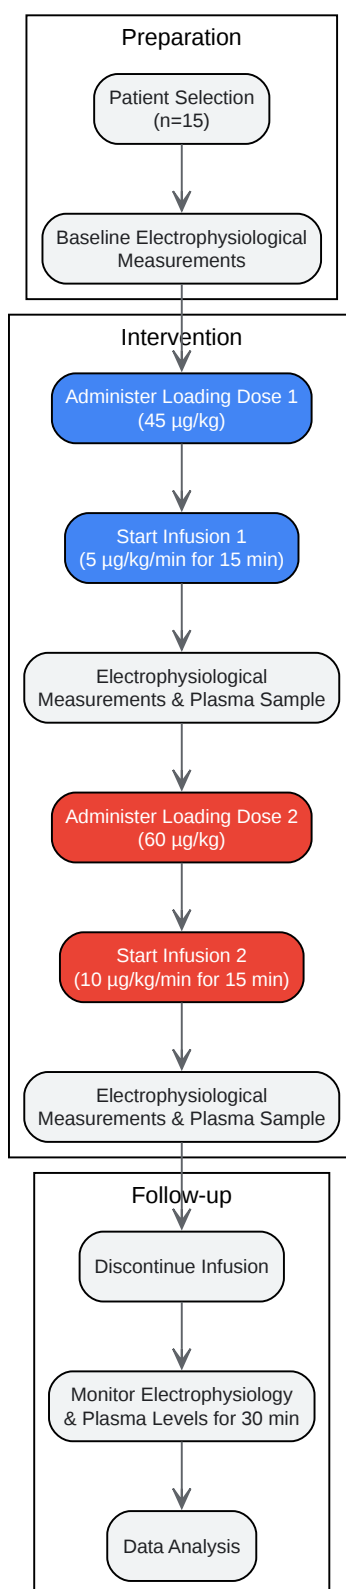 Preparation
Patient Selection
(n=15)
Baseline Electrophysiological
Measurements
Intervention
Administer Loading Dose 1
(45 µg/kg)
Start Infusion 1
(5 µg/kg/min for 15 min)
Electrophysiological
Measurements & Plasma Sample
Administer Loading Dose 2
(60 µg/kg)
Start Infusion 2
(10 µg/kg/min for 15 min)
Electrophysiological
Measurements & Plasma Sample
Follow-up
Discontinue Infusion
Monitor Electrophysiology
& Plasma Levels for 30 min
Data Analysis